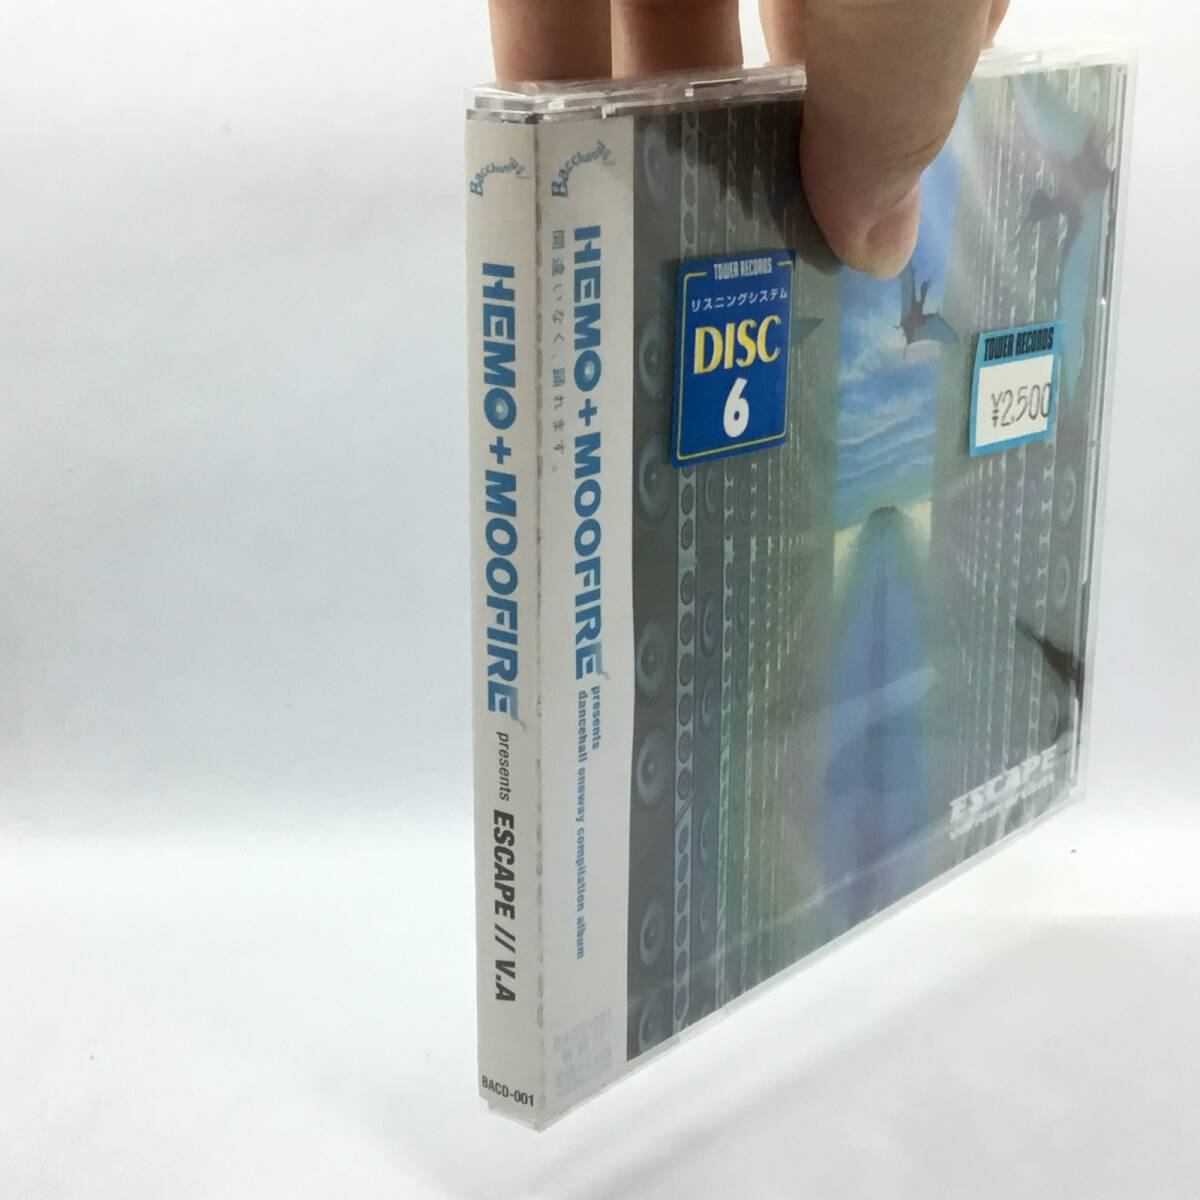 Bacchanal
HEMO+MOOFIRE
presents
ESCAPE // V.A
BACD-001
Bacchanal
HEMO+MOOFIRE
間違いなく、踊れます。
presents
dancehall oneway compilation album
BACD-001
TOWER RECORDS
リスニングシステム
DISC
6
TOWER RECORDS
¥2,500
ESCAPE